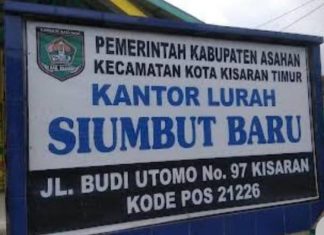 PEMERINTAH KABUPATEN ASAHAN
KECAMATAN KOTA KISARAN TIMUR
KANTOR LURAH
SIUMBUT BARU
JL. BUDI UTOMO No. 97 KISARAN
KODE POS 21226